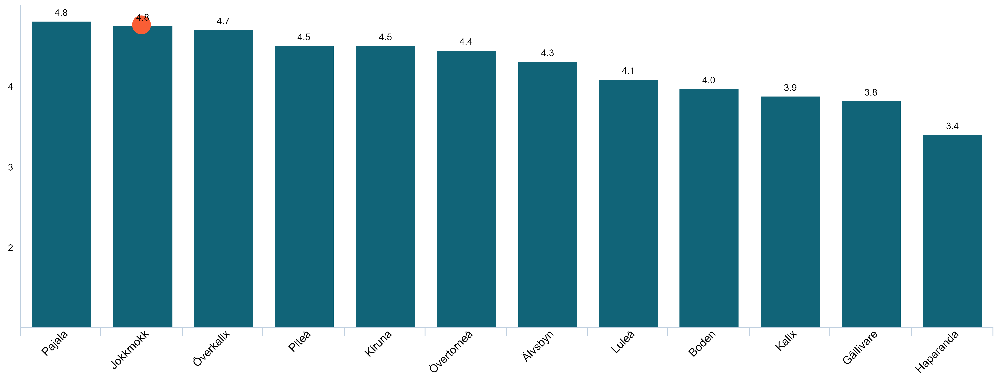 4.8
4.8
4.7
4.5
4.5
4.4
4.3
4.1
4.0
3.9
3.8
3.4
4
3
2
Pajala
Jokkmokk
Överkalix
Piteå
Kiruna
Övertorneå
Älvsbyn
Luleå
Boden
Kalix
Gällivare
Haparanda